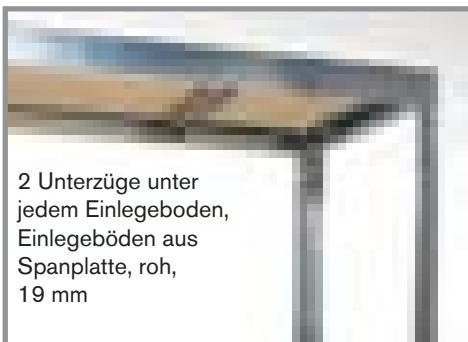 2 Unterzüge unter
jedem Einlegeboden,
Einlegeböden aus
Spanplatte, roh,
19 mm